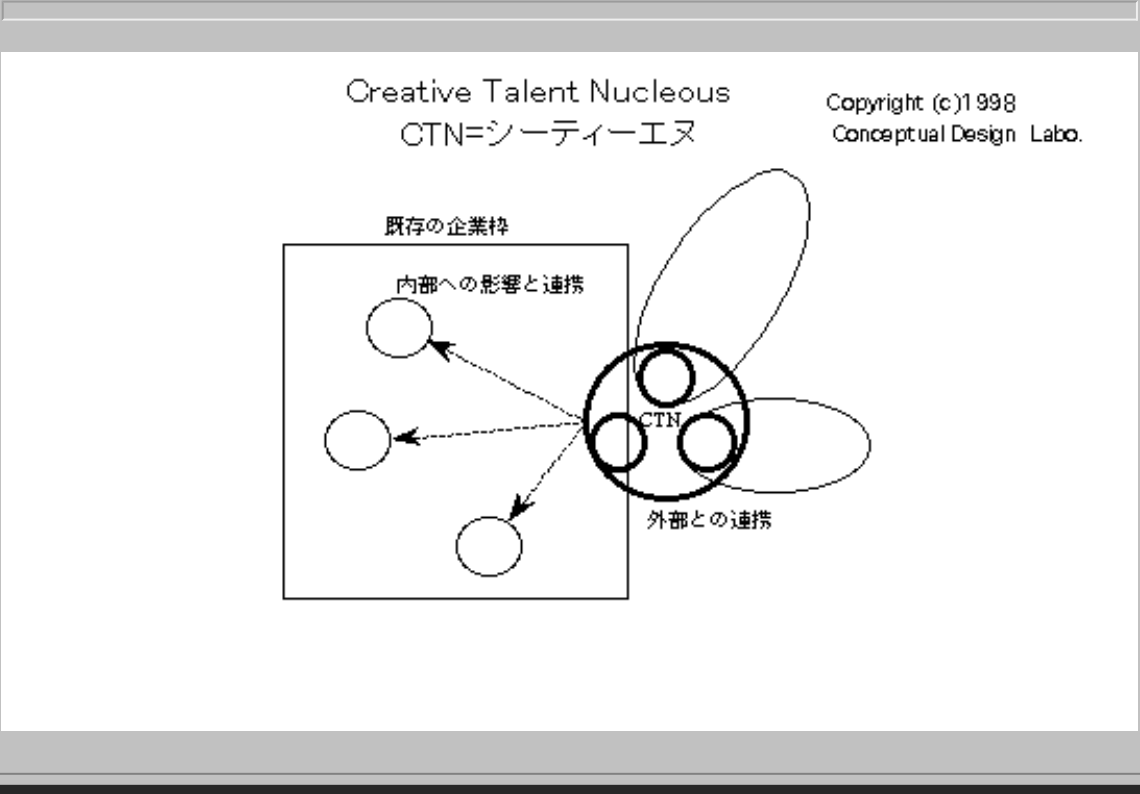 Creative Talent Nucleous
CTN=シーティーエヌ
Copyright (c)1998
Conceptual Design Labo.
既存の企業枠
内部への影響と連携
CTN
外部との連携